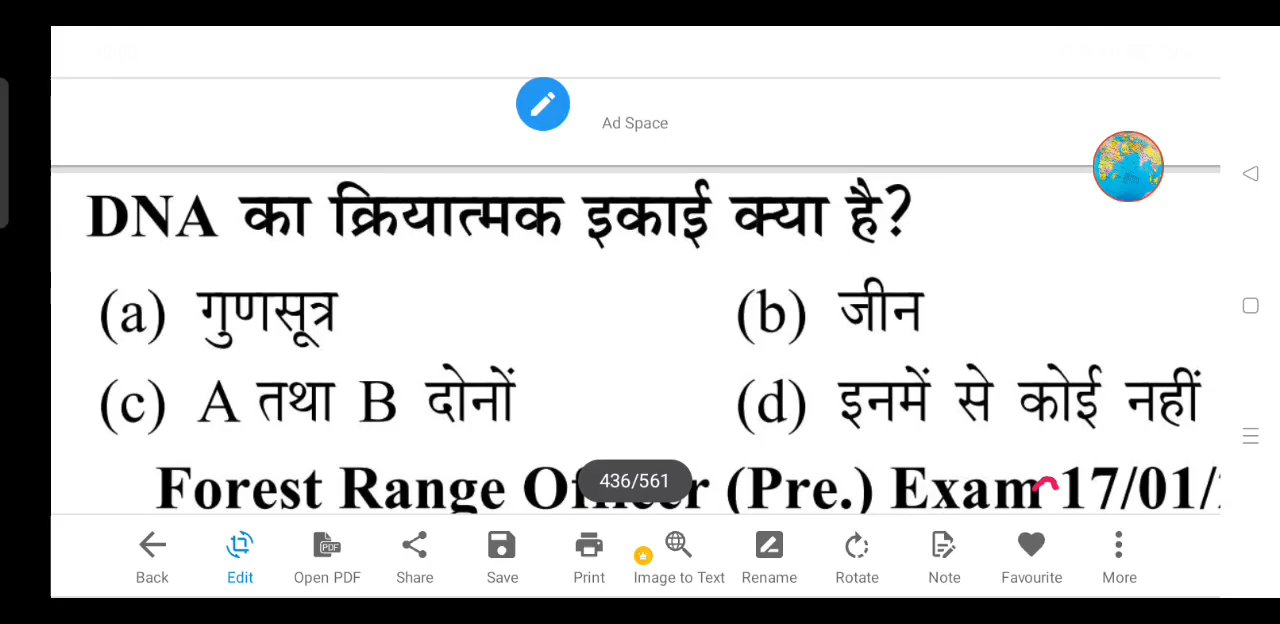 Ad Space
DNA का क्रियात्मक इकाई क्या है?
(a) गुणसूत्र (b) जीन
(c) A तथा B दोनों (d) इनमें से कोई नहीं
Forest Range (Pre.) Exam 17/01/
436/561
Back Edit Open PDF Share Save Print Image to Text Rename Rotate Note Favourite More